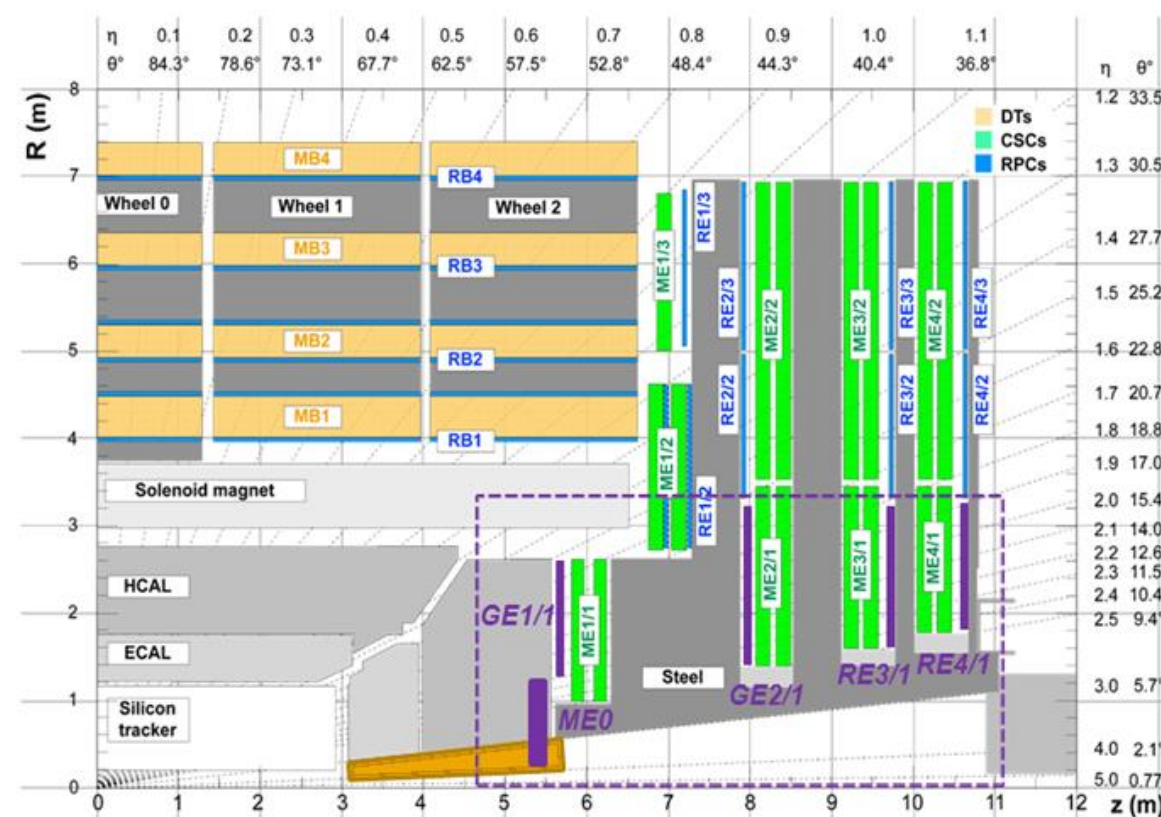 η 0.1 0.2 0.3 0.4 0.5 0.6 0.7 0.8 0.9 1.0 1.1
θ° 84.3° 78.6° 73.1° 67.7° 62.5° 57.5° 52.8° 48.4° 44.3° 40.4° 36.8°
η θ°
R (m)
8
7
6
5
4
3
2
1
0
1.2 33.5
1.3 30.5
1.4 27.7
1.5 25.2
1.6 22.8
1.7 20.7
1.8 18.8
1.9 17.0
2.0 15.4
2.1 14.0
2.2 12.6
2.3 11.5
2.4 10.4
2.5 9.4°
3.0 5.7°
4.0 2.1°
5.0 0.77
DTs
CSCs
RPCs
MB4
RB4
Wheel 0
Wheel 1
Wheel 2
MB3
RB3
MB2
RB2
MB1
RB1
Solenoid magnet
HCAL
ECAL
Silicon
tracker
Steel
ME1/3
RE1/3
ME1/2
RE1/2
RE2/3
RE2/2
ME2/2
ME3/2
RE3/3
RE3/2
ME4/2
RE4/3
RE4/2
GE1/1
ME1/1
ME2/1
ME3/1
ME4/1
ME0
GE2/1
RE3/1
RE4/1
0 1 2 3 4 5 6 7 8 9 10 11 12 z (m)